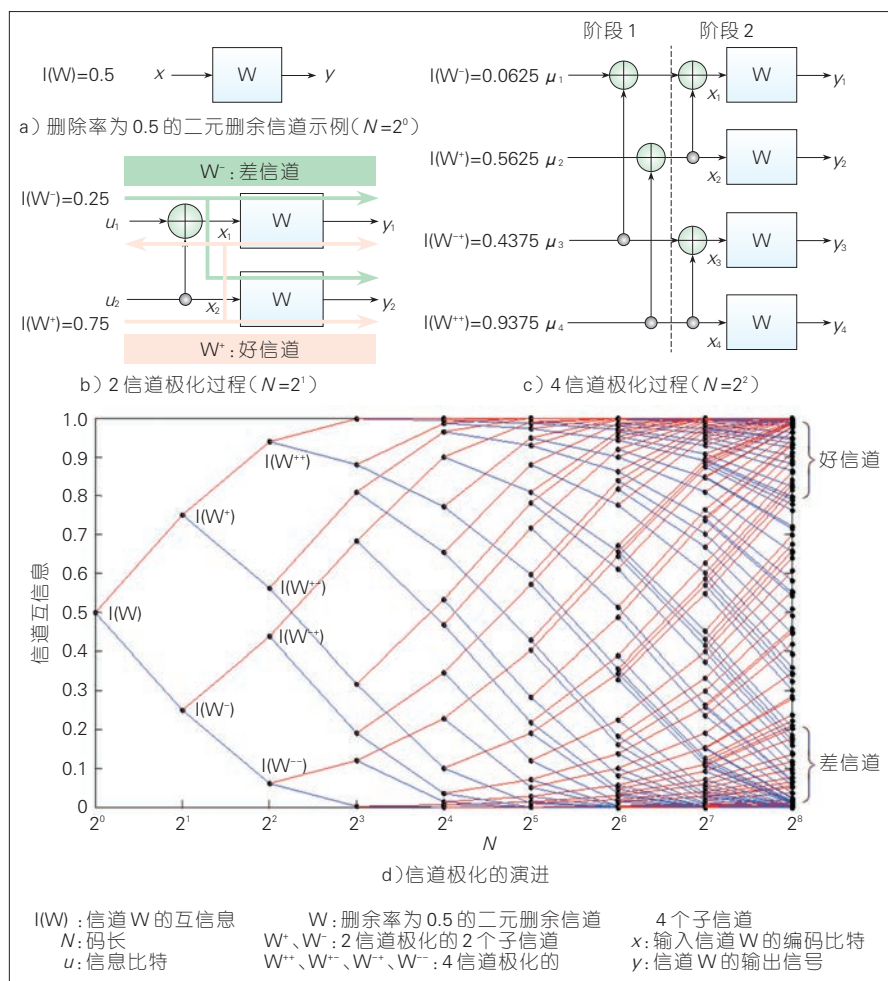 阶段1 阶段2
I(W)=0.5 x W y
a）删除率为0.5的二元删余信道示例（N=2⁰）
W⁻：差信道
I(W⁻)=0.25
u₁ x₁ W y₁
u₂ x₂ W y₂
I(W⁺)=0.75
W⁺：好信道
b）2信道极化过程（N=2¹）
I(W⁻)=0.0625 μ₁ x₁ W y₁
I(W⁺)=0.5625 μ₂ x₂ W y₂
I(W⁻⁺)=0.4375 μ₃ x₃ W y₃
I(W⁺⁺)=0.9375 μ₄ x₄ W y₄
c）4信道极化过程（N=2²）
信道互信息
1.0
0.9
0.8
0.7
0.6
0.5
0.4
0.3
0.2
0.1
0
I(W)
I(W⁺)
I(W⁻)
I(W⁺⁺)
I(W⁺⁻)
I(W⁻⁺)
I(W⁻⁻)
好信道
差信道
2⁰ 2¹ 2² 2³ 2⁴ 2⁵ 2⁶ 2⁷ 2⁸
N
d)信道极化的演进
I(W)：信道W的互信息 W：删余率为0.5的二元删余信道 4个子信道
N：码长 W⁺、W⁻：2信道极化的2个子信道 x：输入信道W的编码比特
u：信息比特 W⁺⁺、W⁺⁻、W⁻⁺、W⁻⁻：4信道极化的 y：信道W的输出信号